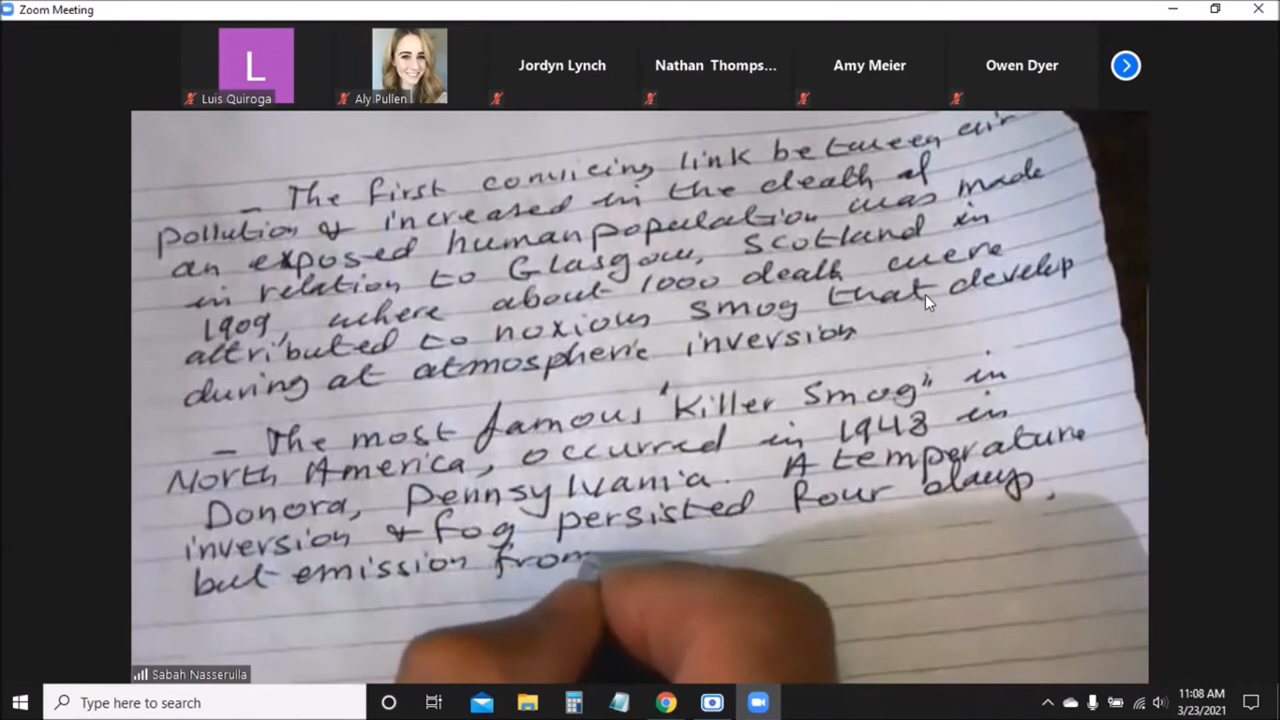 Zoom Meeting
L
Luis Quiroga
Aly Pullen
Jordyn Lynch
Nathan Thomps...
Amy Meier
Owen Dyer
_ The first convicing link between air
pollution & increased in the death of
an exposed human population was made
in relation to Glasgow, Scotland in
1909, where about 1000 death were
attributed to noxious smog that develep
during at atmospheric inversion
_ The most famous "Killer Smog" in
North America, occurred in 1948 in
Donora, Pennsylvania. A temperature
inversion & fog persisted four days,
but emission from
Sabah Nasserulla
Type here to search
11:08 AM
3/23/2021